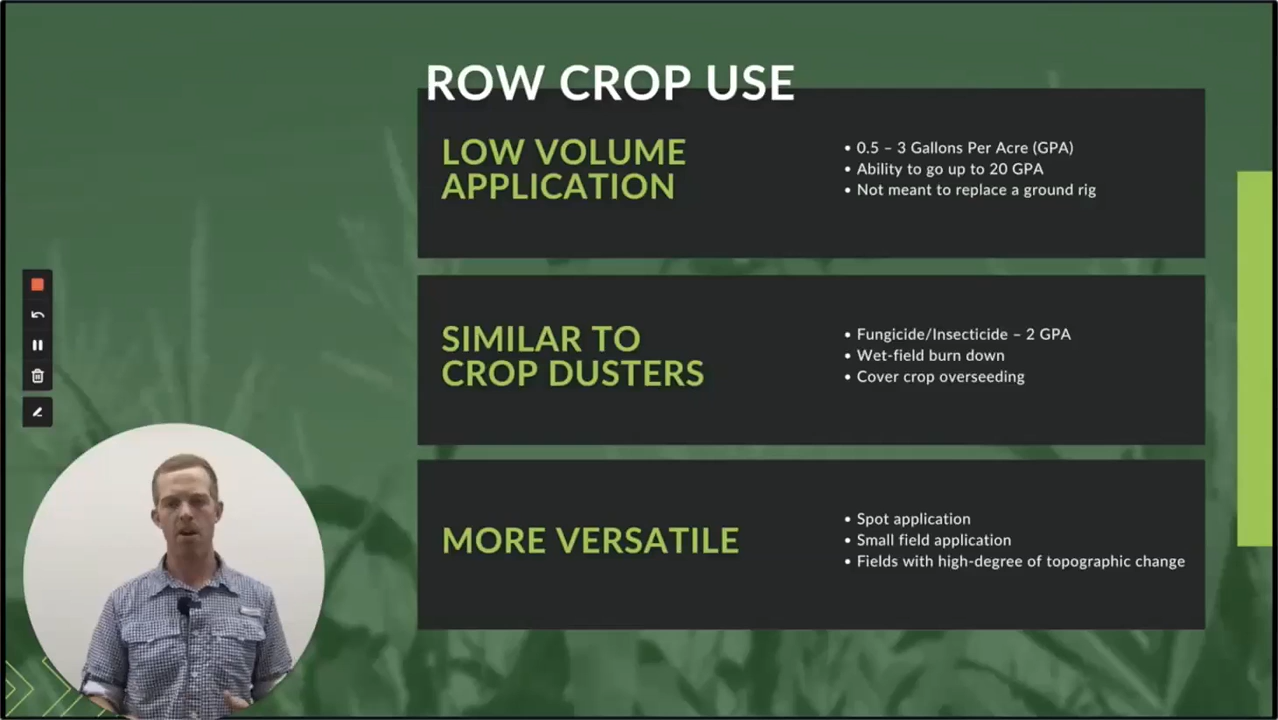 ROW CROP USE
LOW VOLUME
APPLICATION
• 0.5 – 3 Gallons Per Acre (GPA)
• Ability to go up to 20 GPA
• Not meant to replace a ground rig
SIMILAR TO
CROP DUSTERS
• Fungicide/Insecticide – 2 GPA
• Wet-field burn down
• Cover crop overseeding
MORE VERSATILE
• Spot application
• Small field application
• Fields with high-degree of topographic change